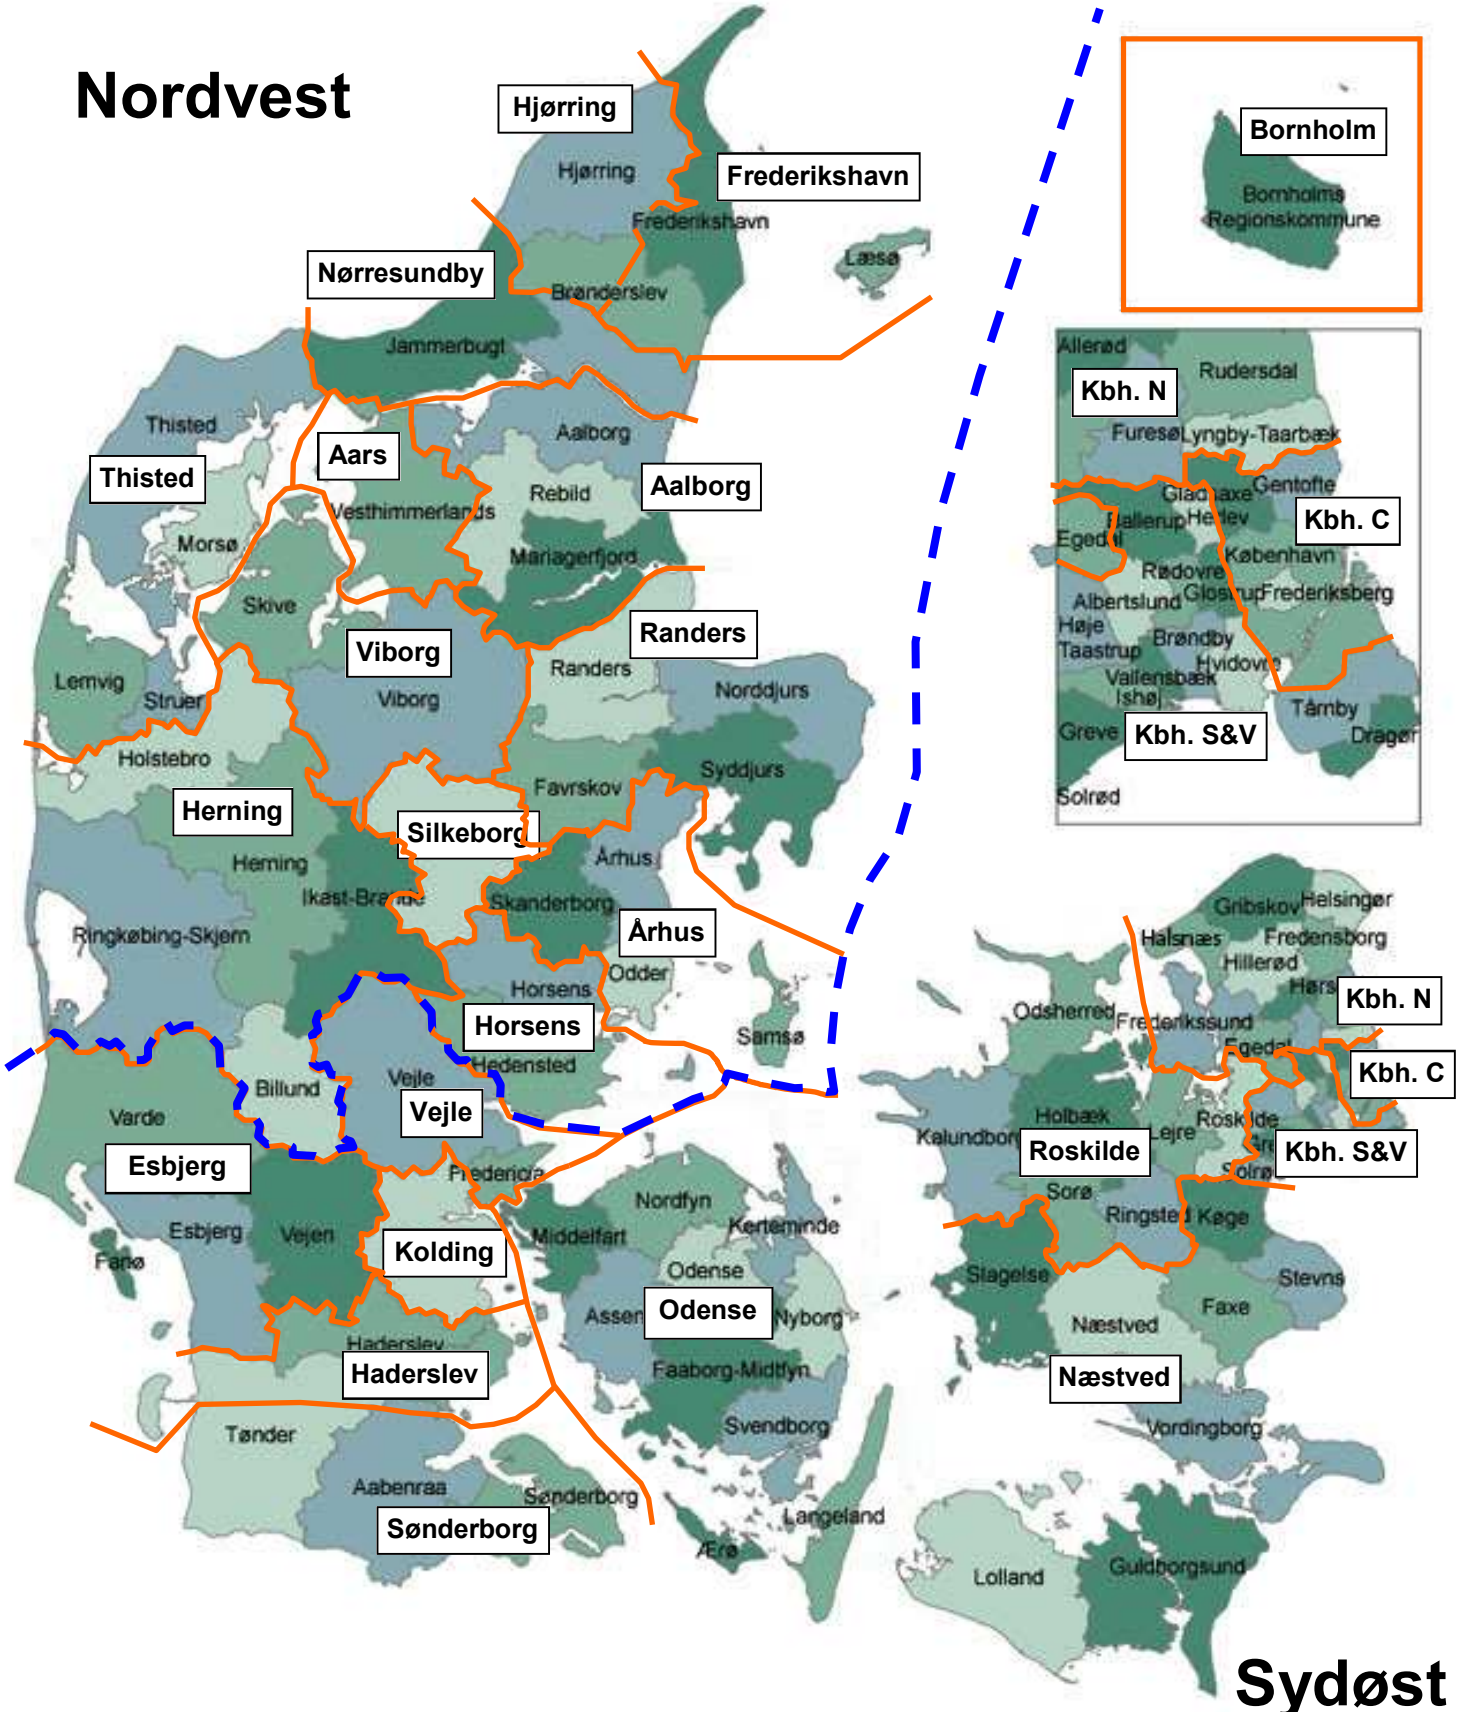 Nordvest
Hjørring
Bornholm
Hjørring
Frederikshavn
Bornholms
Regionskommune
Frederikshavn
Læsø
Nørresundby
Brønderslev
Jammerbugt
Allerød
Rudersdal
Kbh. N
Thisted
Aalborg
Furesø
Lyngby-Taarbæk
Aars
Thisted
Aalborg
Rebild
Vesthimmerlands
Gladsaxe
Gentofte
Kbh. C
Ballerup
Herlev
Egedal
Morsø
Mariagerfjord
København
Rødovre
Skive
Albertslund
Glostrup
Frederiksberg
Randers
Høje
Taastrup
Brøndby
Viborg
Randers
Hvidovre
Lemvig
Struer
Viborg
Norddjurs
Vallensbæk
Ishøj
Tårnby
Greve
Kbh. S&V
Dragør
Holstebro
Syddjurs
Favrskov
Solrød
Herning
Silkeborg
Herning
Århus
Ikast-Brande
Skanderborg
Gribskov
Helsingør
Ringkøbing-Skjern
Århus
Halsnæs
Fredensborg
Hillerød
Odder
Horsens
Hørs
Kbh. N
Odsherred
Frederikssund
Horsens
Samsø
Egedal
Hedensted
Vejle
Billund
Kbh. C
Varde
Vejle
Holbæk
Roskilde
Kalundborg
Lejre
Roskilde
Kbh. S&V
Esbjerg
Fredericia
Solrød
Nordfyn
Sorø
Ringsted
Køge
Esbjerg
Vejen
Middelfart
Kerteminde
Kolding
Fanø
Odense
Slagelse
Stevns
Assen
Odense
Nyborg
Faxe
Næstved
Haderslev
Haderslev
Faaborg-Midtfyn
Næstved
Tønder
Svendborg
Vordingborg
Aabenraa
Sønderborg
Langeland
Sønderborg
Ærø
Lolland
Guldborgsund
Sydøst